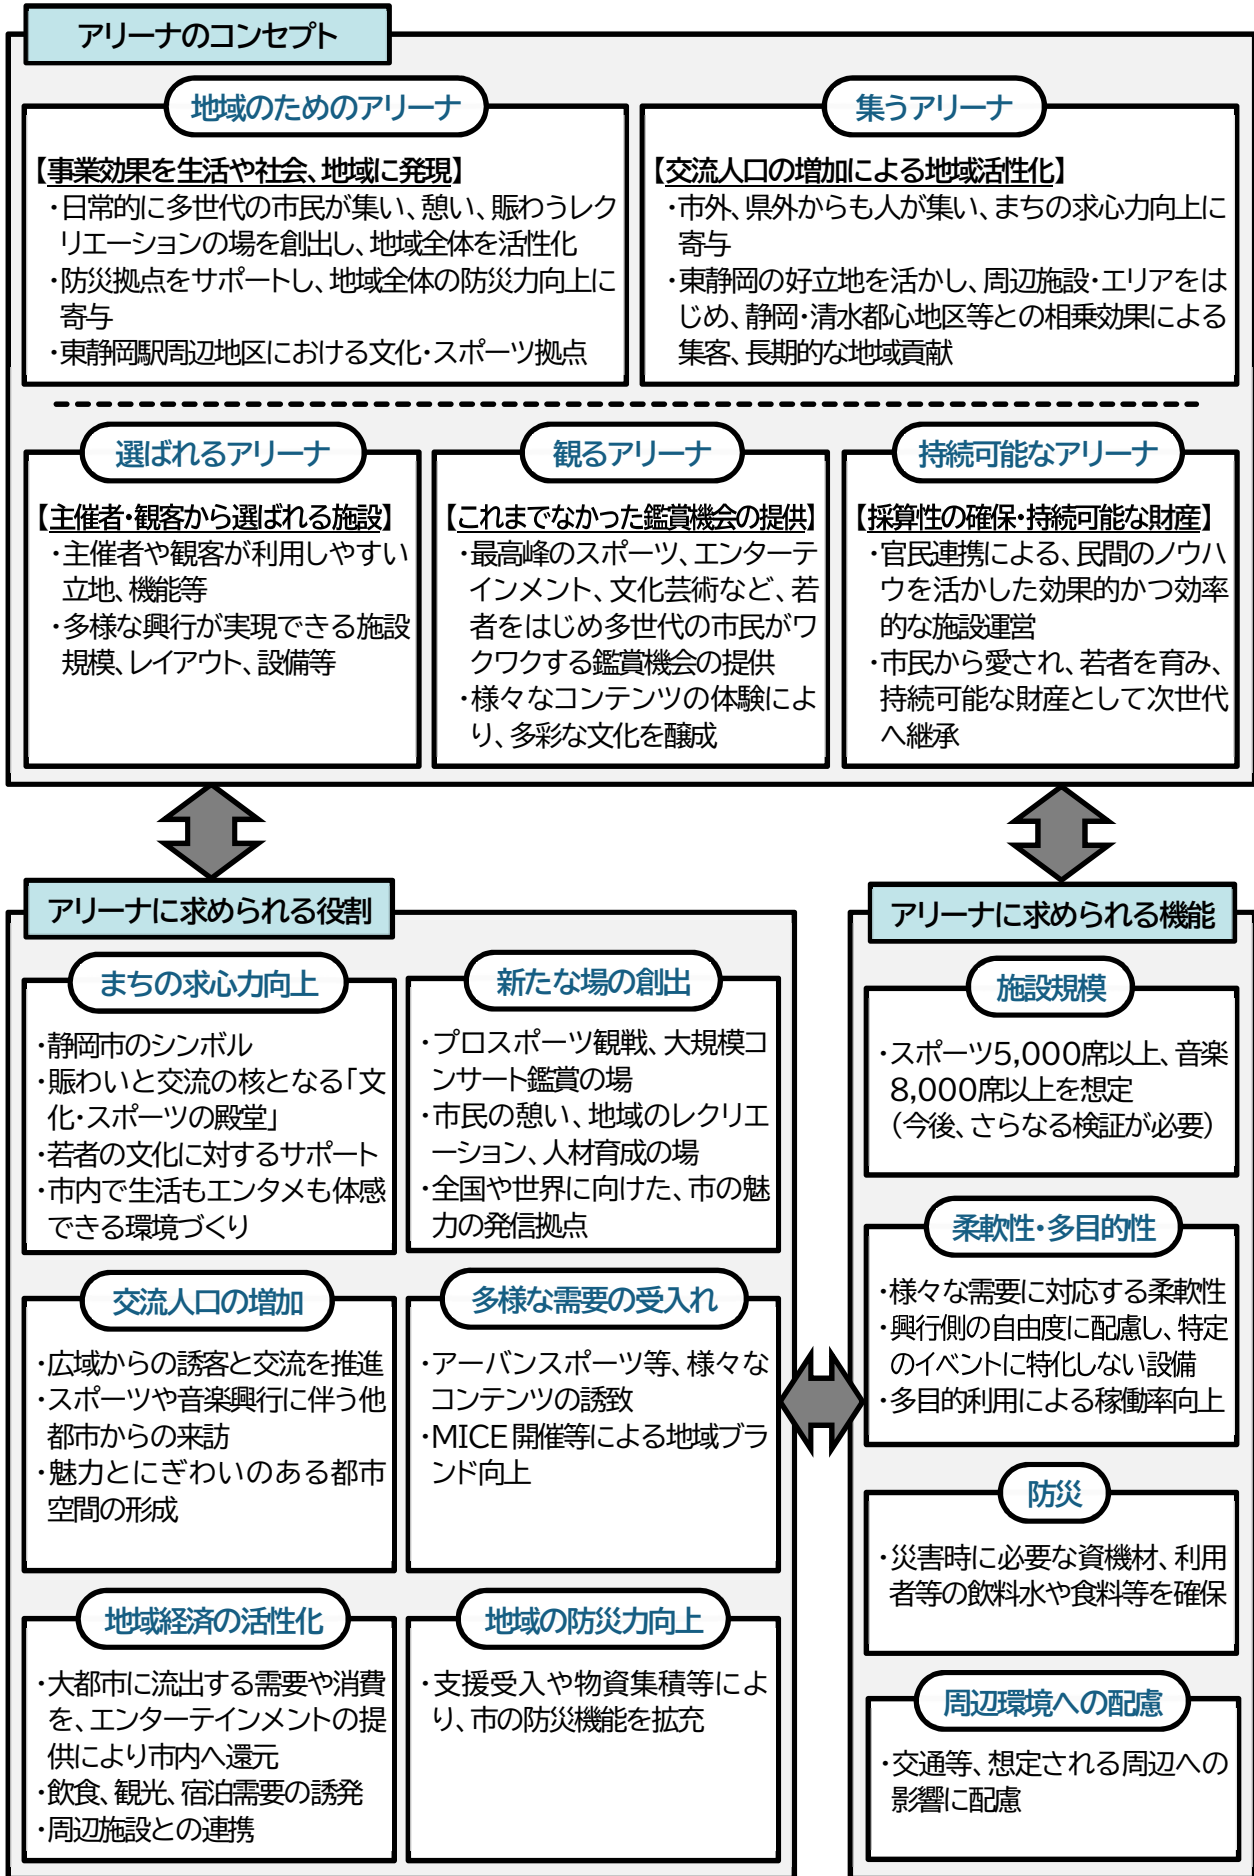 アリーナのコンセプト
地域のためのアリーナ
【事業効果を生活や社会、地域に発現】
・日常的に多世代の市民が集い、憩い、賑わうレク
リエーションの場を創出し、地域全体を活性化
・防災拠点をサポートし、地域全体の防災力向上に
寄与
・東静岡駅周辺地区における文化・スポーツ拠点
集うアリーナ
【交流人口の増加による地域活性化】
・市外、県外からも人が集い、まちの求心力向上に
寄与
・東静岡の好立地を活かし、周辺施設・エリアをは
じめ、静岡・清水都心地区等との相乗効果による
集客、長期的な地域貢献
選ばれるアリーナ
【主催者・観客から選ばれる施設】
・主催者や観客が利用しやすい
立地、機能等
・多様な興行が実現できる施設
規模、レイアウト、設備等
観るアリーナ
【これまでなかった鑑賞機会の提供】
・最高峰のスポーツ、エンターテ
インメント、文化芸術など、若
者をはじめ多世代の市民がワ
クワクする鑑賞機会の提供
・様々なコンテンツの体験によ
り、多彩な文化を醸成
持続可能なアリーナ
【採算性の確保・持続可能な財産】
・官民連携による、民間のノウハ
ウを活かした効果的かつ効率
的な施設運営
・市民から愛され、若者を育み、
持続可能な財産として次世代
へ継承
アリーナに求められる役割
まちの求心力向上
・静岡市のシンボル
・賑わいと交流の核となる「文
化・スポーツの殿堂」
・若者の文化に対するサポート
・市内で生活もエンタメも体感
できる環境づくり
新たな場の創出
・プロスポーツ観戦、大規模コ
ンサート鑑賞の場
・市民の憩い、地域のレクリエ
ーション、人材育成の場
・全国や世界に向けた、市の魅
力の発信拠点
交流人口の増加
・広域からの誘客と交流を推進
・スポーツや音楽興行に伴う他
都市からの来訪
・魅力とにぎわいのある都市
空間の形成
多様な需要の受入れ
・アーバンスポーツ等、様々な
コンテンツの誘致
・MICE開催等による地域ブラ
ンド向上
地域経済の活性化
・大都市に流出する需要や消費
を、エンターテインメントの提
供により市内へ還元
・飲食、観光、宿泊需要の誘発
・周辺施設との連携
地域の防災力向上
・支援受入や物資集積等によ
り、市の防災機能を拡充
アリーナに求められる機能
施設規模
・スポーツ5,000席以上、音楽
8,000席以上を想定
（今後、さらなる検証が必要）
柔軟性・多目的性
・様々な需要に対応する柔軟性
・興行側の自由度に配慮し、特定
のイベントに特化しない設備
・多目的利用による稼働率向上
防災
・災害時に必要な資機材、利用
者等の飲料水や食料等を確保
周辺環境への配慮
・交通等、想定される周辺への
影響に配慮